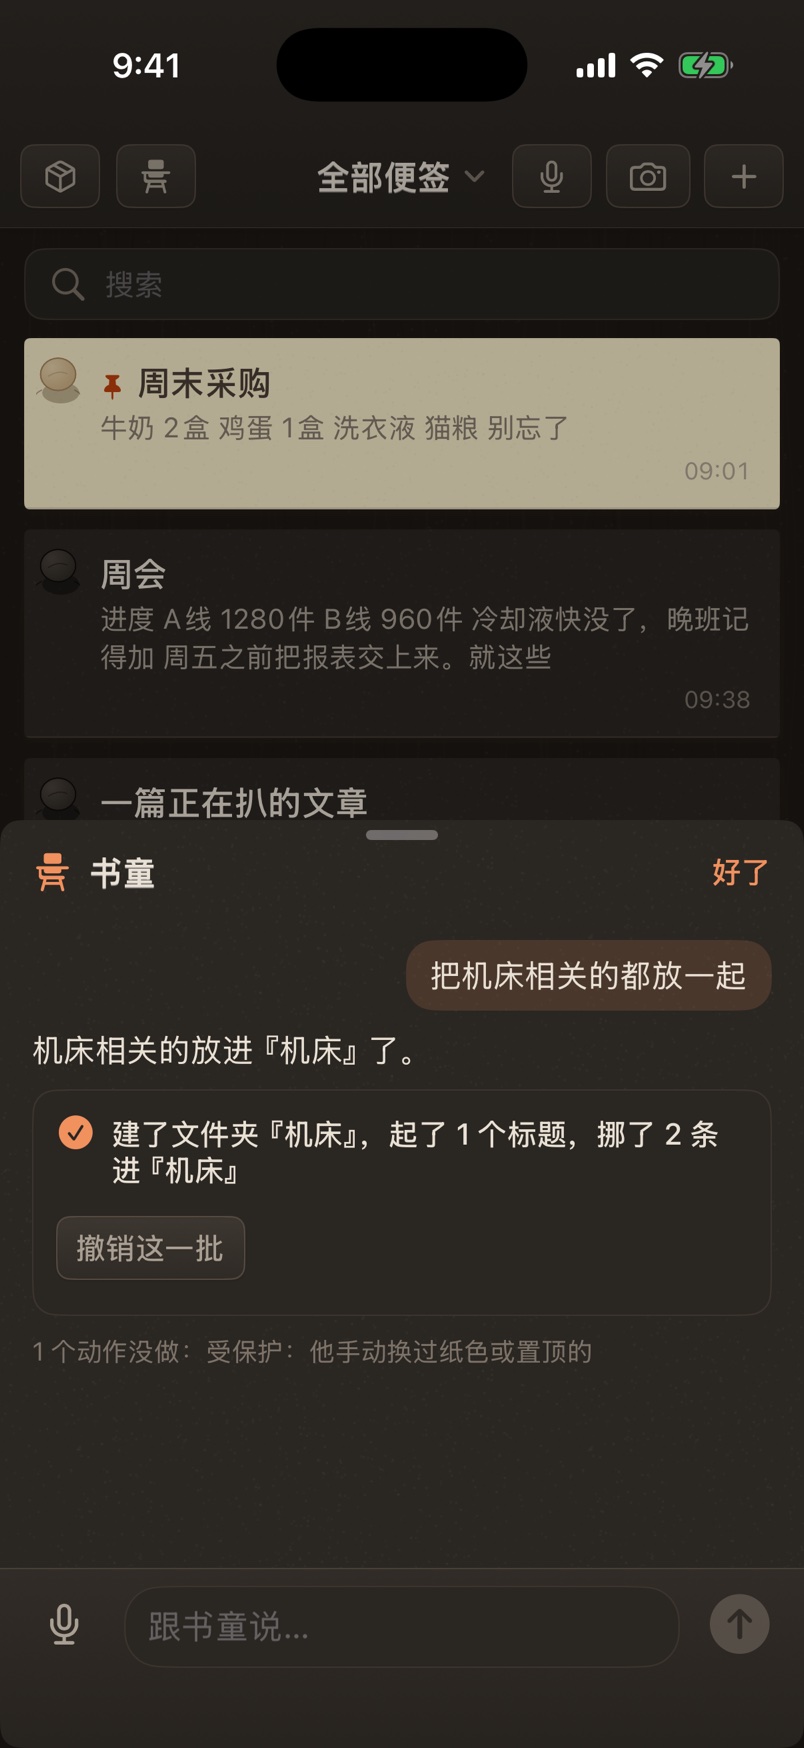 9:41
全部便签
搜索
周末采购
牛奶 2盒 鸡蛋 1盒 洗衣液 猫粮 别忘了
09:01
周会
进度 A线 1280件 B线 960件 冷却液快没了，晚班记
得加 周五之前把报表交上来。就这些
09:38
一篇正在扒的文章
书童
好了
把机床相关的都放一起
机床相关的放进『机床』了。
建了文件夹『机床』，起了 1 个标题，挪了 2 条
进『机床』
撤销这一批
1 个动作没做：受保护：他手动换过纸色或置顶的
跟书童说...